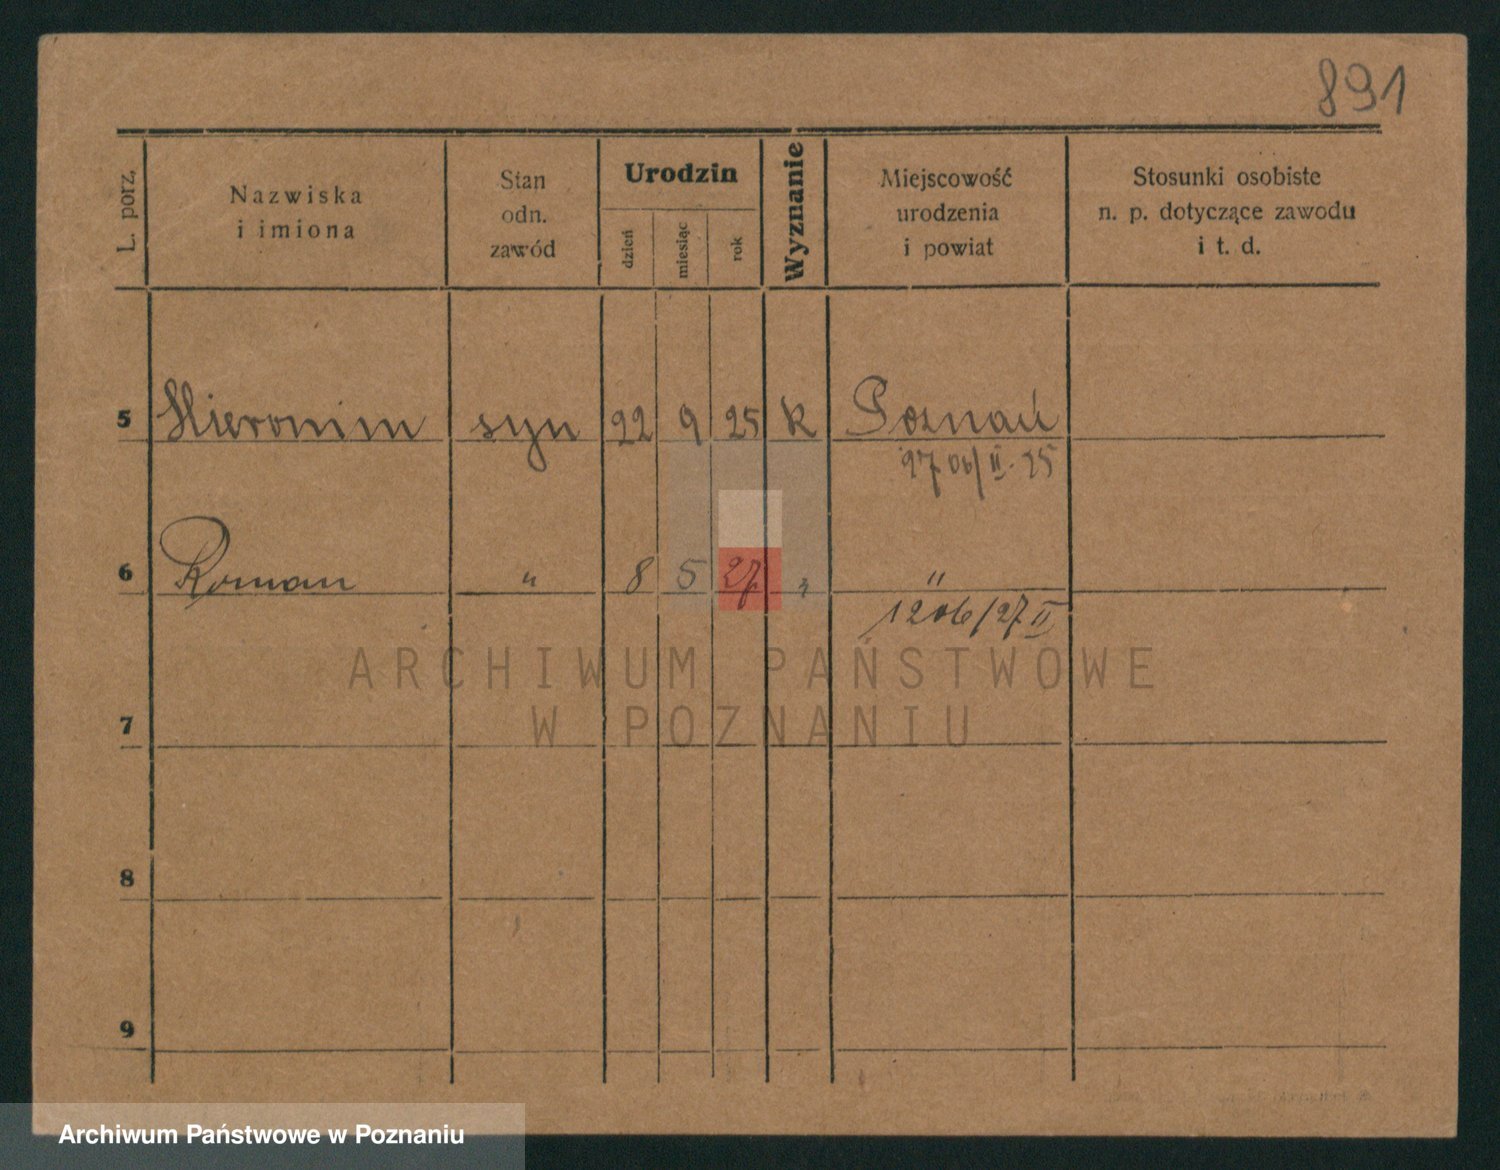 891
L. porz.
Nazwiska
i imiona
Stan
odn.
zawód
Urodzin
dzień
miesiąc
rok
Wyznanie
Miejscowość
urodzenia
i powiat
Stosunki osobiste
n. p. dotyczące zawodu
i t. d.
5 Hieronim syn 22 9 25 k Poznań
2706/II. 25
6 Roman " 8 5 27 " "
1206/27 II
ARCHIWUM PAŃSTWOWE
W POZNANIU
7
8
9
Archiwum Państwowe w Poznaniu